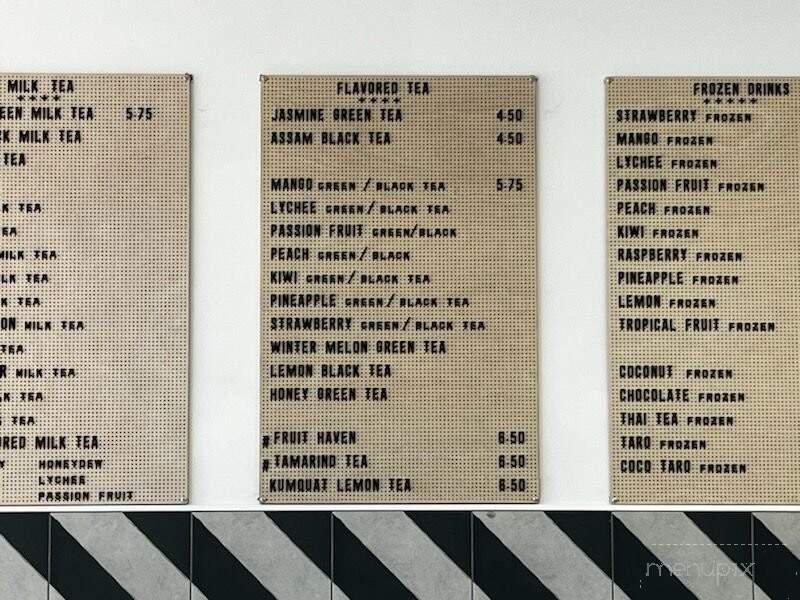 MILK TEA
MILK TEA 5.75
MILK TEA
TEA
TEA
MILK TEA
TEA
TEA
MILK TEA
TEA
MILK TEA
TEA
TEA
MILK TEA
HONEYDEW
LYCHEE
PASSION FRUIT
FLAVORED TEA
JASMINE GREEN TEA 4.50
ASSAM BLACK TEA 4.50
MANGO GREEN / BLACK TEA 5.75
LYCHEE GREEN / BLACK TEA
PASSION FRUIT GREEN/BLACK
PEACH GREEN / BLACK
KIWI GREEN / BLACK TEA
PINEAPPLE GREEN / BLACK TEA
STRAWBERRY GREEN / BLACK TEA
WINTER MELON GREEN TEA
LEMON BLACK TEA
HONEY GREEN TEA
#FRUIT HAVEN 6.50
#TAMARIND TEA 6.50
KUMQUAT LEMON TEA 6.50
FROZEN DRINKS
STRAWBERRY FROZEN
MANGO FROZEN
LYCHEE FROZEN
PASSION FRUIT FROZEN
PEACH FROZEN
KIWI FROZEN
RASPBERRY FROZEN
PINEAPPLE FROZEN
LEMON FROZEN
TROPICAL FRUIT FROZEN
COCONUT FROZEN
CHOCOLATE FROZEN
THAI TEA FROZEN
TARO FROZEN
COCO TARO FROZEN
menupix